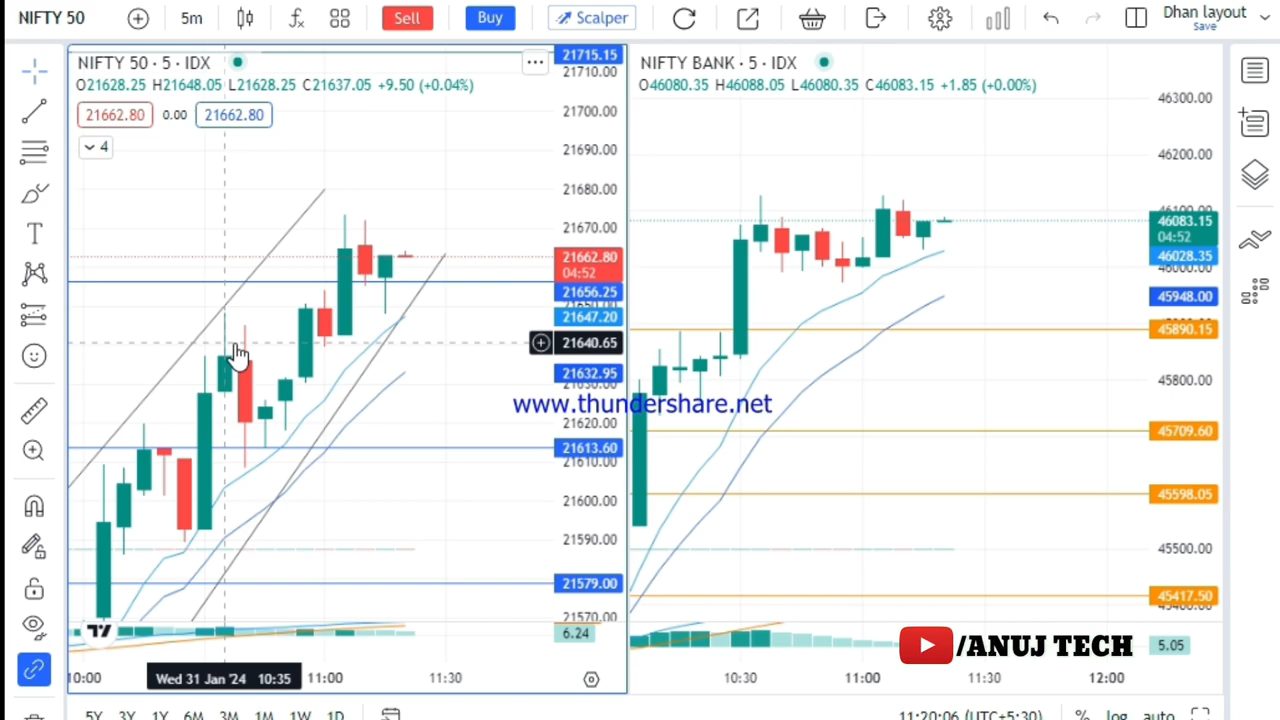 NIFTY 50
5m
Sell
Buy
Scalper
Dhan layout
Save
NIFTY 50 · 5 · IDX
O21628.25 H21648.05 L21628.25 C21637.05 +9.50 (+0.04%)
21662.80 0.00 21662.80
4
21715.15
21710.00
21700.00
21690.00
21680.00
21670.00
21662.80
04:52
21656.25
21647.20
21640.65
21632.95
21620.00
21613.60
21610.00
21600.00
21590.00
21579.00
21570.00
6.24
10:00
Wed 31 Jan '24 10:35
11:00
11:30
NIFTY BANK · 5 · IDX
O46080.35 H46088.05 L46080.35 C46083.15 +1.85 (+0.00%)
46300.00
46200.00
46083.15
04:52
46028.35
46000.00
45948.00
45890.15
45800.00
45709.60
45598.05
45500.00
45417.50
5.05
10:30
11:00
11:30
12:00
www.thundershare.net
/ANUJ TECH
5Y 3Y 1Y 6M 3M 1M 1W 1D
11:20:06 (UTC+5:30)
% log auto